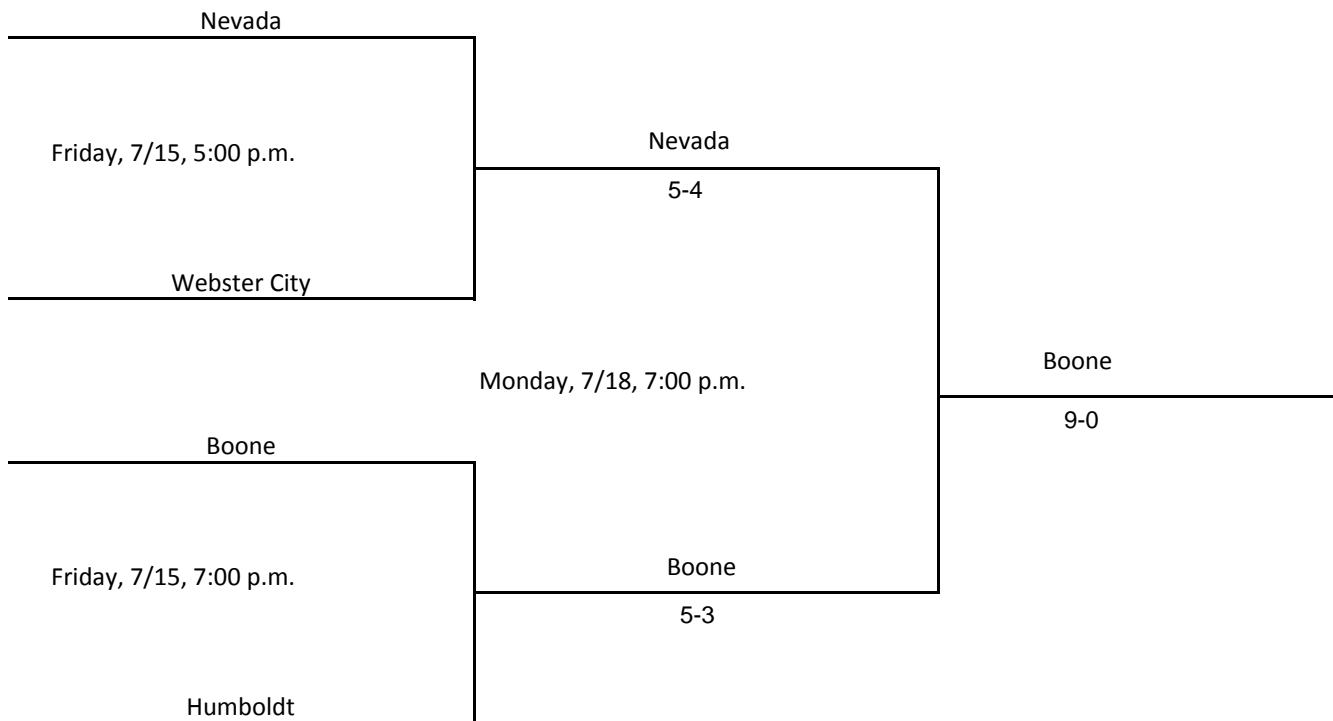 Nevada
Friday, 7/15, 5:00 p.m.
Nevada
5-4
Webster City
Monday, 7/18, 7:00 p.m.
Boone
9-0
Boone
Friday, 7/15, 7:00 p.m.
Boone
5-3
Humboldt